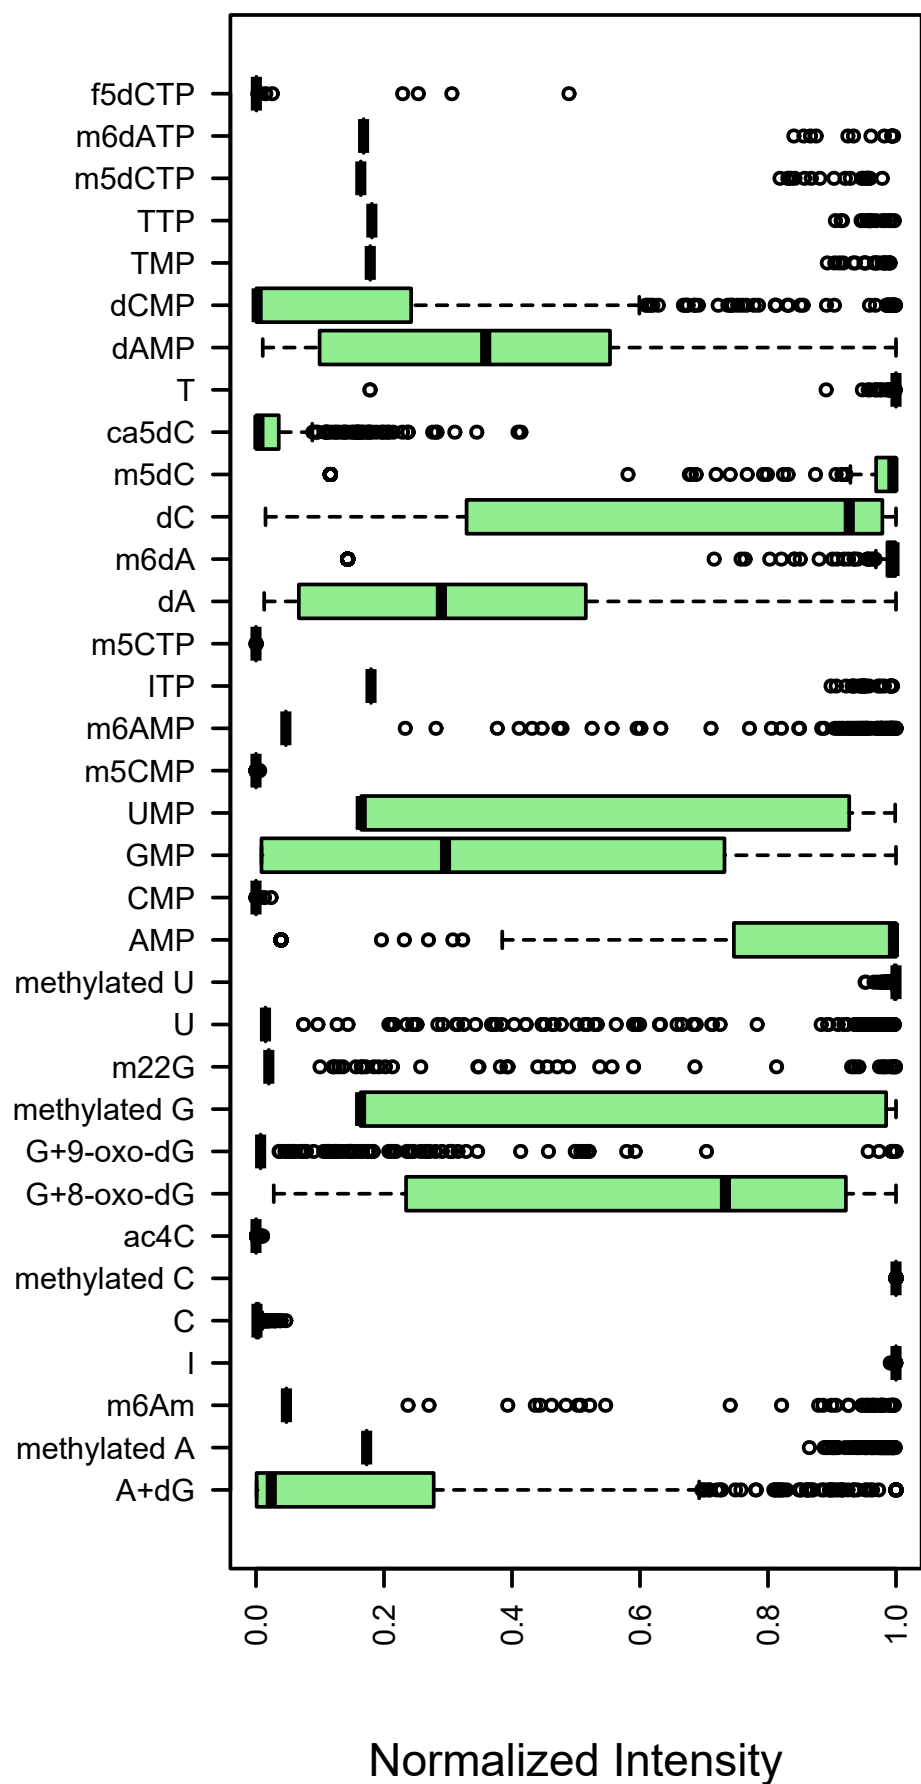 f5dCTP
m6dATP
m5dCTP
TTP
TMP
dCMP
dAMP
T
ca5dC
m5dC
dC
m6dA
dA
m5CTP
ITP
m6AMP
m5CMP
UMP
GMP
CMP
AMP
methylated U
U
m22G
methylated G
G+9-oxo-dG
G+8-oxo-dG
ac4C
methylated C
C
I
m6Am
methylated A
A+dG
0.0 0.2 0.4 0.6 0.8 1.0
Normalized Intensity